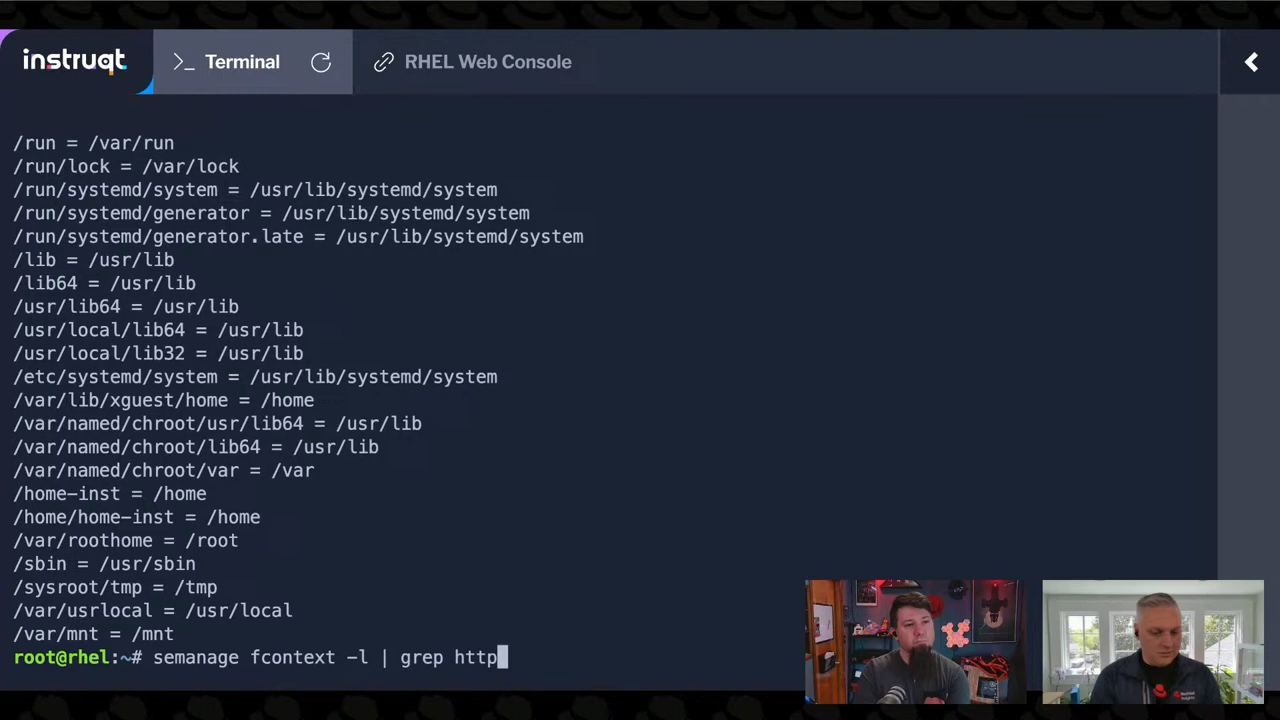 instruqt
>_ Terminal
RHEL Web Console
/run = /var/run
/run/lock = /var/lock
/run/systemd/system = /usr/lib/systemd/system
/run/systemd/generator = /usr/lib/systemd/system
/run/systemd/generator.late = /usr/lib/systemd/system
/lib = /usr/lib
/lib64 = /usr/lib
/usr/lib64 = /usr/lib
/usr/local/lib64 = /usr/lib
/usr/local/lib32 = /usr/lib
/etc/systemd/system = /usr/lib/systemd/system
/var/lib/xguest/home = /home
/var/named/chroot/usr/lib64 = /usr/lib
/var/named/chroot/lib64 = /usr/lib
/var/named/chroot/var = /var
/home-inst = /home
/home/home-inst = /home
/var/roothome = /root
/sbin = /usr/sbin
/sysroot/tmp = /tmp
/var/usrlocal = /usr/local
/var/mnt = /mnt
root@rhel:~# semanage fcontext -l | grep http